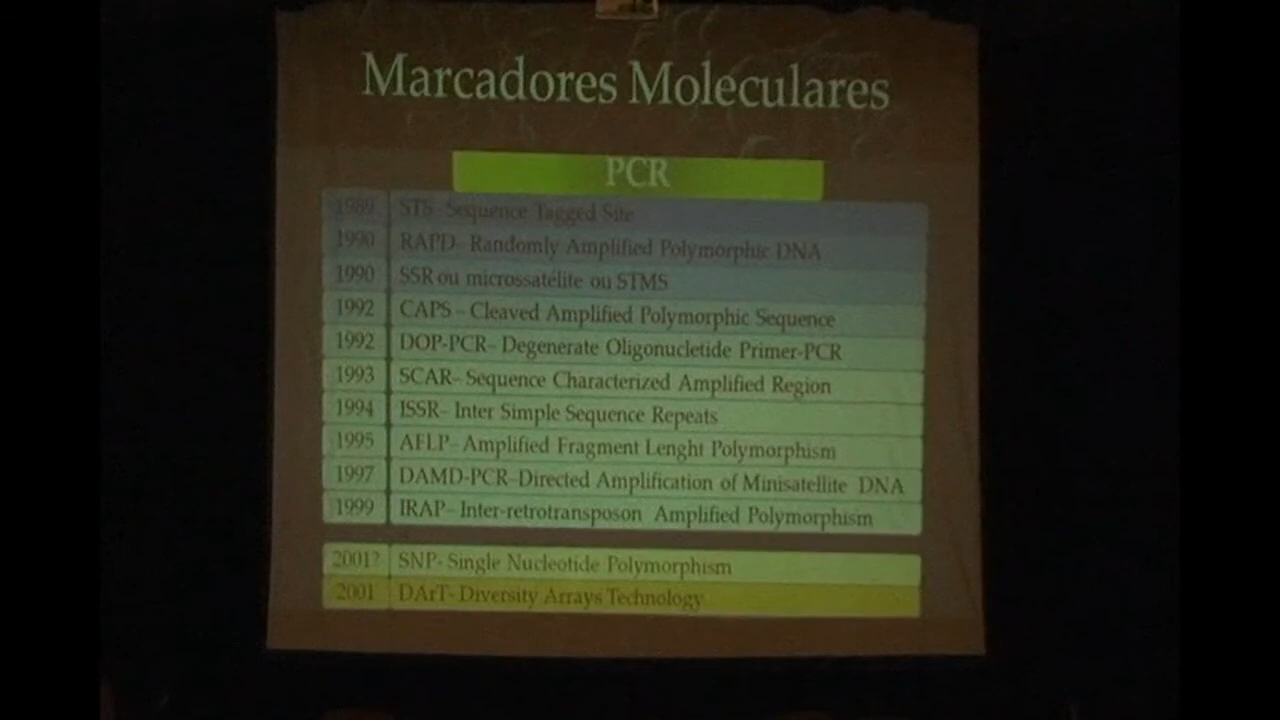 Marcadores Moleculares
PCR
1989 STS- Sequence Tagged Site
1990 RAPD- Randomly Amplified Polymorphic DNA
1990 SSR ou microssatélite ou STMS
1992 CAPS - Cleaved Amplified Polymorphic Sequence
1992 DOP-PCR- Degenerate Oligonucletide Primer-PCR
1993 SCAR- Sequence Characterized Amplified Region
1994 ISSR- Inter Simple Sequence Repeats
1995 AFLP- Amplified Fragment Lenght Polymorphism
1997 DAMD-PCR-Directed Amplification of Minisatellite DNA
1999 IRAP- Inter-retrotransposon Amplified Polymorphism
2001? SNP- Single Nucleotide Polymorphism
2001 DArT- Diversity Arrays Technology